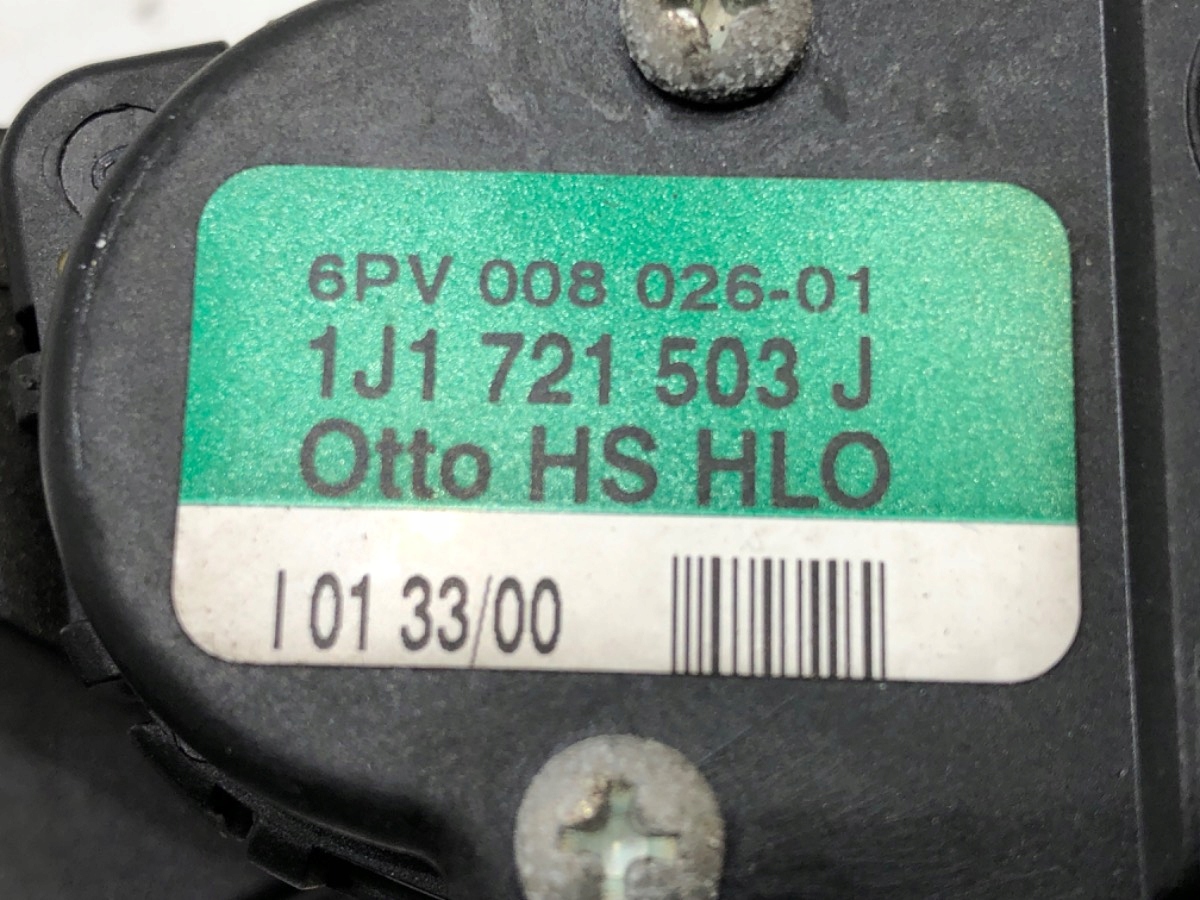 6PV 008 026-01
1J1 721 503 J
Otto HS HLO
I 01 33/00